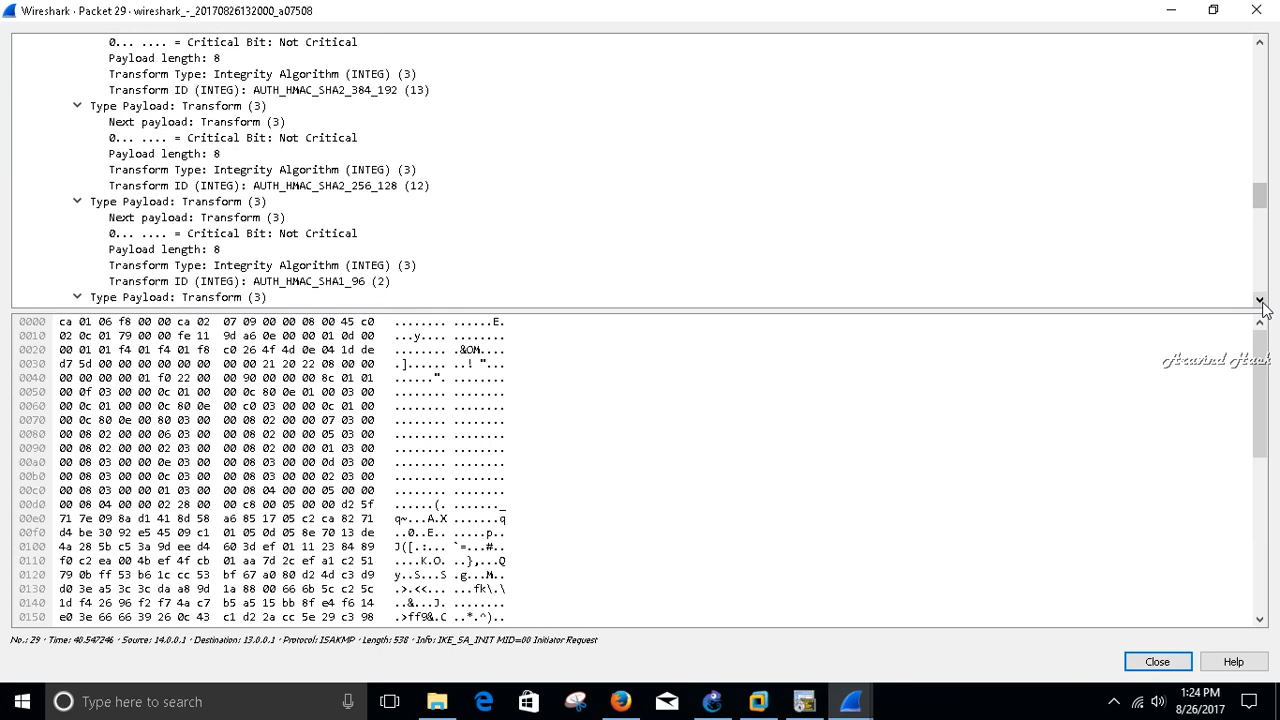 Wireshark · Packet 29 · wireshark_-_20170826132000_a07508
0... .... = Critical Bit: Not Critical
Payload length: 8
Transform Type: Integrity Algorithm (INTEG) (3)
Transform ID (INTEG): AUTH_HMAC_SHA2_384_192 (13)
Type Payload: Transform (3)
Next payload: Transform (3)
0... .... = Critical Bit: Not Critical
Payload length: 8
Transform Type: Integrity Algorithm (INTEG) (3)
Transform ID (INTEG): AUTH_HMAC_SHA2_256_128 (12)
Type Payload: Transform (3)
Next payload: Transform (3)
0... .... = Critical Bit: Not Critical
Payload length: 8
Transform Type: Integrity Algorithm (INTEG) (3)
Transform ID (INTEG): AUTH_HMAC_SHA1_96 (2)
Type Payload: Transform (3)
0000 ca 01 06 f8 00 00 ca 02 07 09 00 00 08 00 45 c0 ........ ......E.
0010 02 0c 01 79 00 00 fe 11 9d a6 0e 00 00 01 0d 00 ...y.... ........
0020 00 01 01 f4 01 f4 01 f8 c0 26 4f 4d 0e 04 1d de ........ .&OM....
0030 d7 5d 00 00 00 00 00 00 00 00 21 20 22 08 00 00 .]...... ..! "...
0040 00 00 00 00 01 f0 22 00 00 90 00 00 00 8c 01 01 ......". ........
0050 00 0f 03 00 00 0c 01 00 00 0c 80 0e 01 00 03 00 ........ ........
0060 00 0c 01 00 00 0c 80 0e 00 c0 03 00 00 0c 01 00 ........ ........
0070 00 0c 80 0e 00 80 03 00 00 08 02 00 00 07 03 00 ........ ........
0080 00 08 02 00 00 06 03 00 00 08 02 00 00 05 03 00 ........ ........
0090 00 08 02 00 00 02 03 00 00 08 02 00 00 01 03 00 ........ ........
00a0 00 08 03 00 00 0e 03 00 00 08 03 00 00 0d 03 00 ........ ........
00b0 00 08 03 00 00 0c 03 00 00 08 03 00 00 02 03 00 ........ ........
00c0 00 08 03 00 00 01 03 00 00 08 04 00 00 05 00 00 ........ ........
00d0 00 08 04 00 00 02 28 00 00 c8 00 05 00 00 d2 5f ......(. ......._
00e0 71 7e 09 8a d1 41 8d 58 a6 85 17 05 c2 ca 82 71 q~...A.X .......q
00f0 d4 be 30 92 e5 45 09 c1 01 05 0d 05 8e 70 13 de ..0..E.. .....p..
0100 4a 28 5b c5 3a 9d ee d4 60 3d ef 01 11 23 84 89 J([.:... `=...#..
0110 f0 c2 ea 00 4b ef 4f cb 01 aa 7d 2c ef a1 c2 51 ....K.O. ..},...Q
0120 79 0b ff 53 b6 1c cc 53 bf 67 a0 80 d2 4d c3 d9 y..S...S .g...M..
0130 d0 3e a5 3c 3c da a8 9d 1a 88 00 66 6b 5c c2 5c .>.<<... ...fk\.\
0140 1d f4 26 96 f2 f7 4a c7 b5 a5 15 bb 8f e4 f6 14 ..&...J. ........
0150 e0 3e 66 66 39 26 0c 43 c1 d2 2a cc 5e 29 c3 98 .>ff9&.C ..*.^)..
Aravind Hack
No.: 29 · Time: 40.547246 · Source: 14.0.0.1 · Destination: 13.0.0.1 · Protocol: ISAKMP · Length: 538 · Info: IKE_SA_INIT MID=00 Initiator Request
Close
Help
Type here to search
1:24 PM
8/26/2017